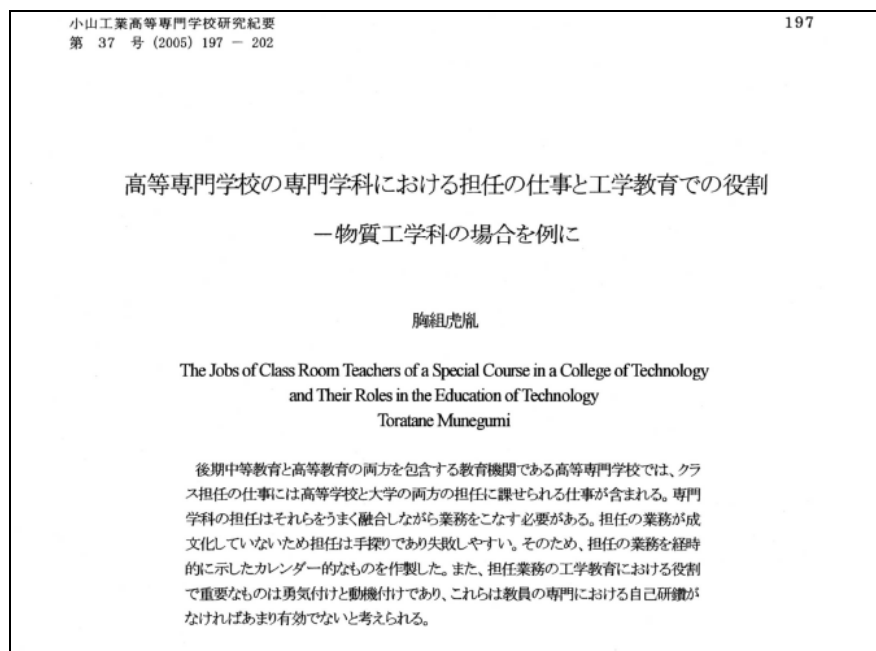 小山工業高等専門学校研究紀要
197
第 37 号 (2005) 197 － 202
高等専門学校の専門学科における担任の仕事と工学教育での役割
－物質工学科の場合を例に
胸組虎胤
The Jobs of Class Room Teachers of a Special Course in a College of Technology
and Their Roles in the Education of Technology
Toratane Munegumi
後期中等教育と高等教育の両方を包含する教育機関である高等専門学校では、クラ
ス担任の仕事には高等学校と大学の両方の担任に課せられる仕事が含まれる。専門
学科の担任はそれらをうまく融合しながら業務をこなす必要がある。担任の業務が成
文化していないため担任は手探りであり失敗しやすい。そのため、担任の業務を経時
的に示したカレンダー的なものを作製した。また、担任業務の工学教育における役割
で重要なものは勇気付けと動機付けであり、これらは教員の専門における自己研鑽が
なければあまり有効でないと考えられる。